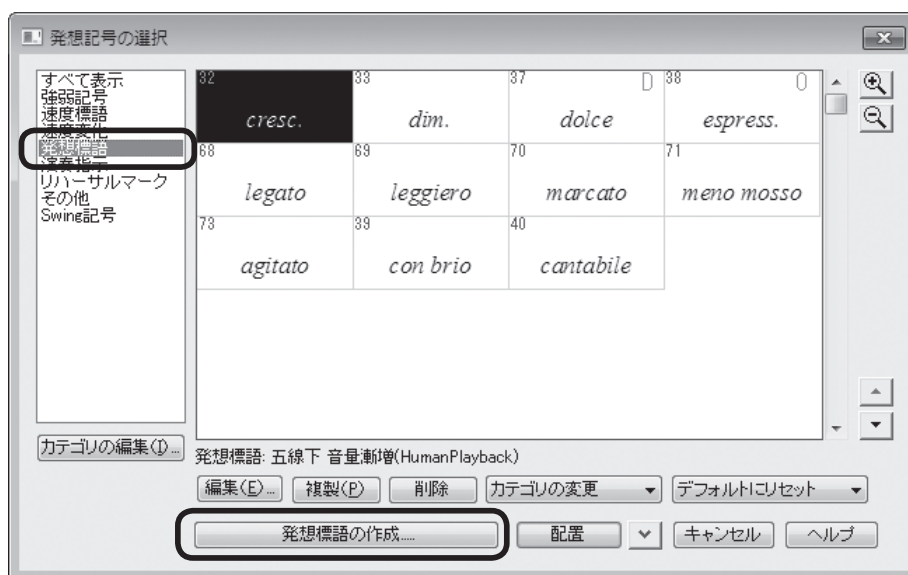 発想記号の選択
すべて表示
強弱記号
速度標語
速度変化
発想標語
演奏指示
リハーサルマーク
その他
Swing記号
カテゴリの編集(I)...
32 33 37 D 38 O
cresc. dim. dolce espress.
68 69 70 71
legato leggiero marcato meno mosso
73 39 40
agitato con brio cantabile
発想標語: 五線下 音量漸増(HumanPlayback)
編集(E)... 複製(P) 削除 カテゴリの変更 デフォルトにリセット
発想標語の作成.... 配置 キャンセル ヘルプ